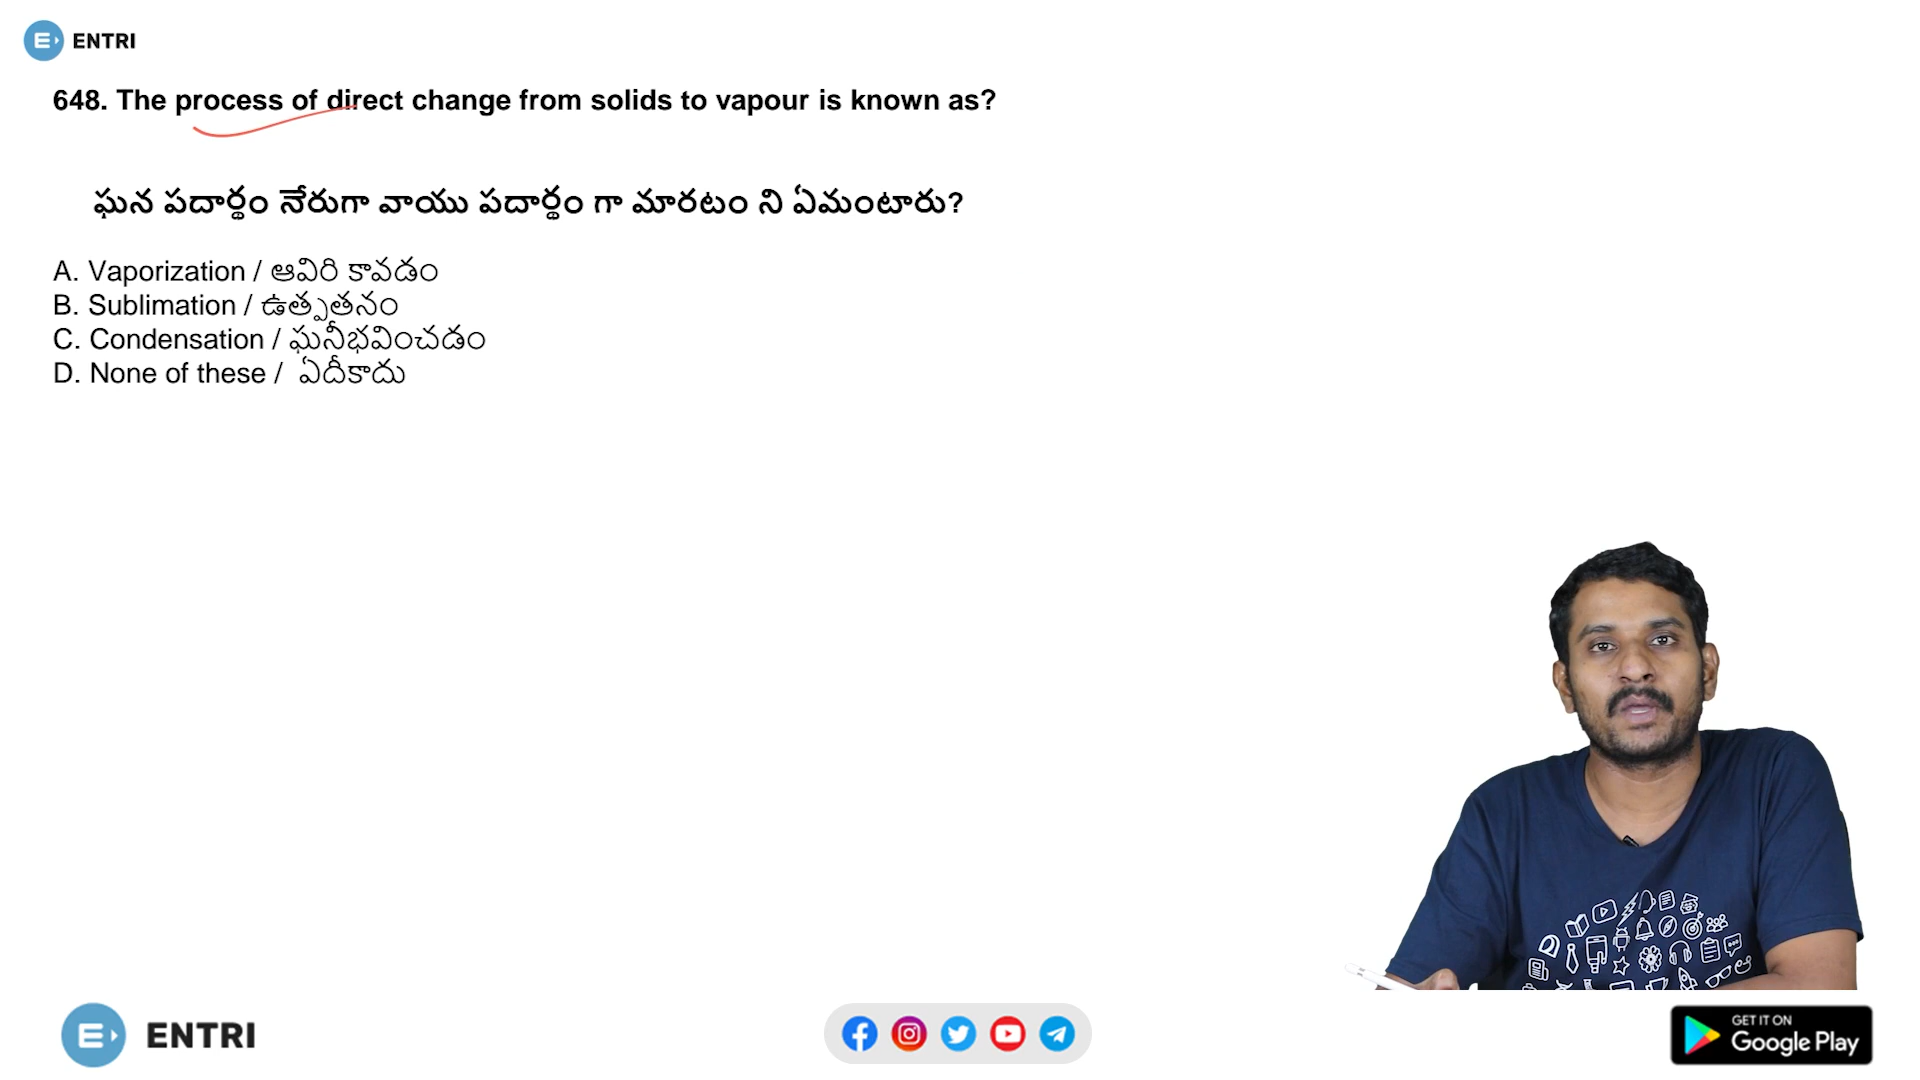 ENTRI
648. The process of direct change from solids to vapour is known as?
ఘన పదార్థం నేరుగా వాయు పదార్థం గా మారటం ని ఏమంటారు?
A. Vaporization / ఆవిరి కావడం
B. Sublimation / ఉత్పతనం
C. Condensation / ఘనీభవించడం
D. None of these / ఏదీకాదు
ENTRI
GET IT ON
Google Play